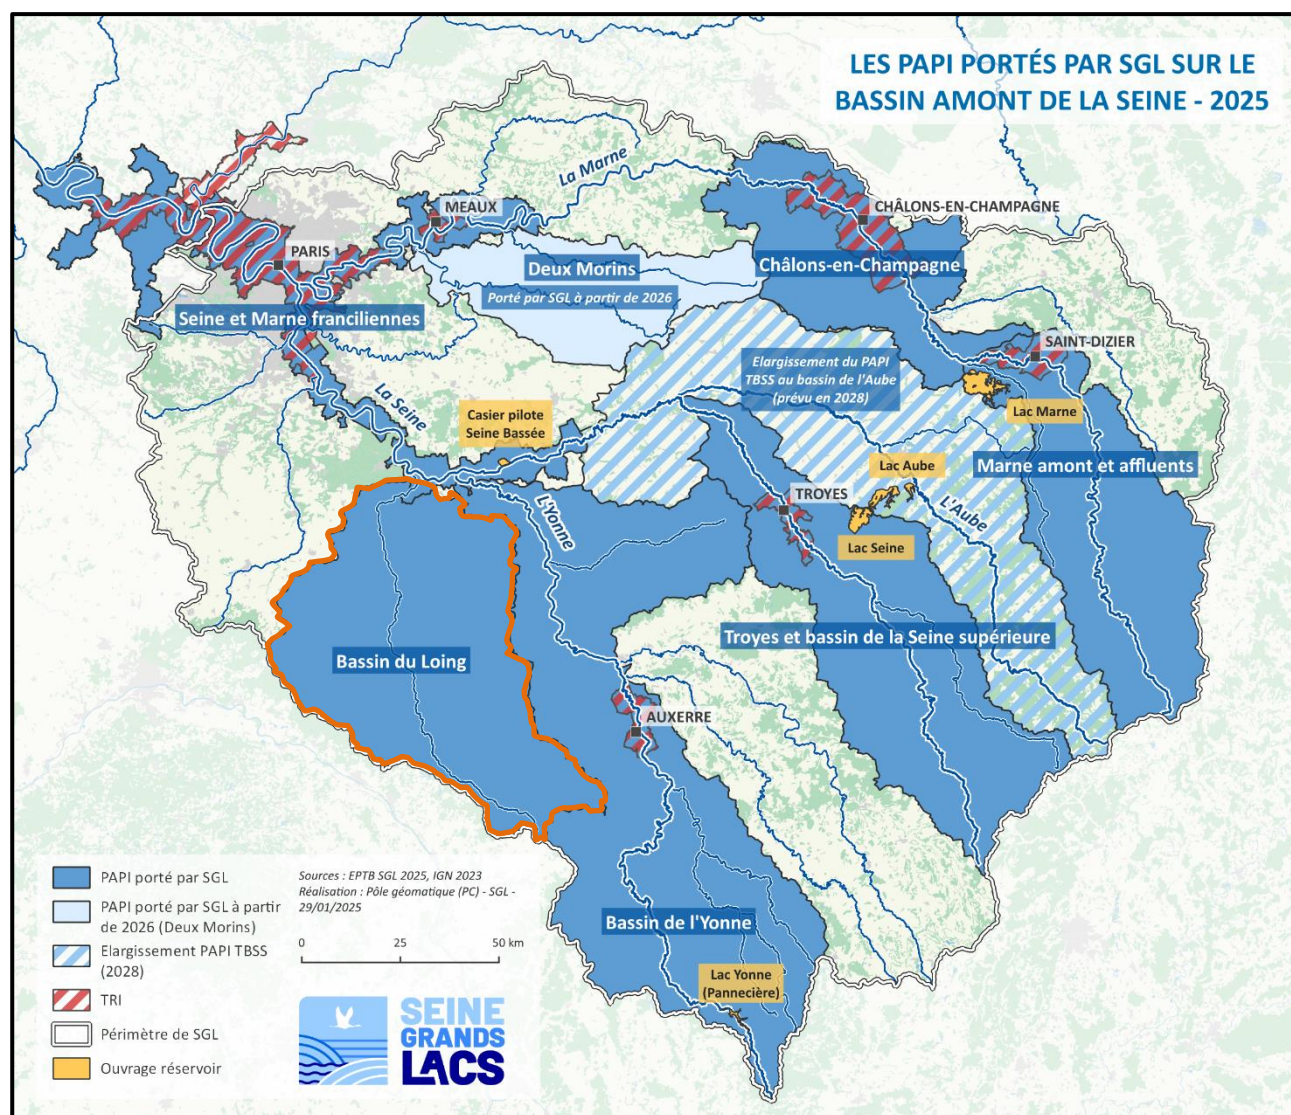 LES PAPI PORTÉS PAR SGL SUR LE
BASSIN AMONT DE LA SEINE - 2025
La Marne
MEAUX
CHÂLONS-EN-CHAMPAGNE
PARIS
Deux Morins
Porté par SGL à partir de 2026
Châlons-en-Champagne
Seine et Marne franciliennes
SAINT-DIZIER
Elargissement du PAPI
TBSS au bassin de l'Aube
(prévu en 2028)
La Seine
Casier pilote
Seine Bassée
Lac Marne
Lac Aube
Marne amont et affluents
TROYES
L'Yonne
L'Aube
Lac Seine
Troyes et bassin de la Seine supérieure
Bassin du Loing
AUXERRE
Bassin de l'Yonne
Lac Yonne
(Pannecière)
PAPI porté par SGL
PAPI porté par SGL à partir
de 2026 (Deux Morins)
Elargissement PAPI TBSS
(2028)
TRI
Périmètre de SGL
Ouvrage réservoir
Sources : EPTB SGL 2025, IGN 2023
Réalisation : Pôle géomatique (PC) - SGL -
29/01/2025
0 25 50 km
SEINE
GRANDS
LACS